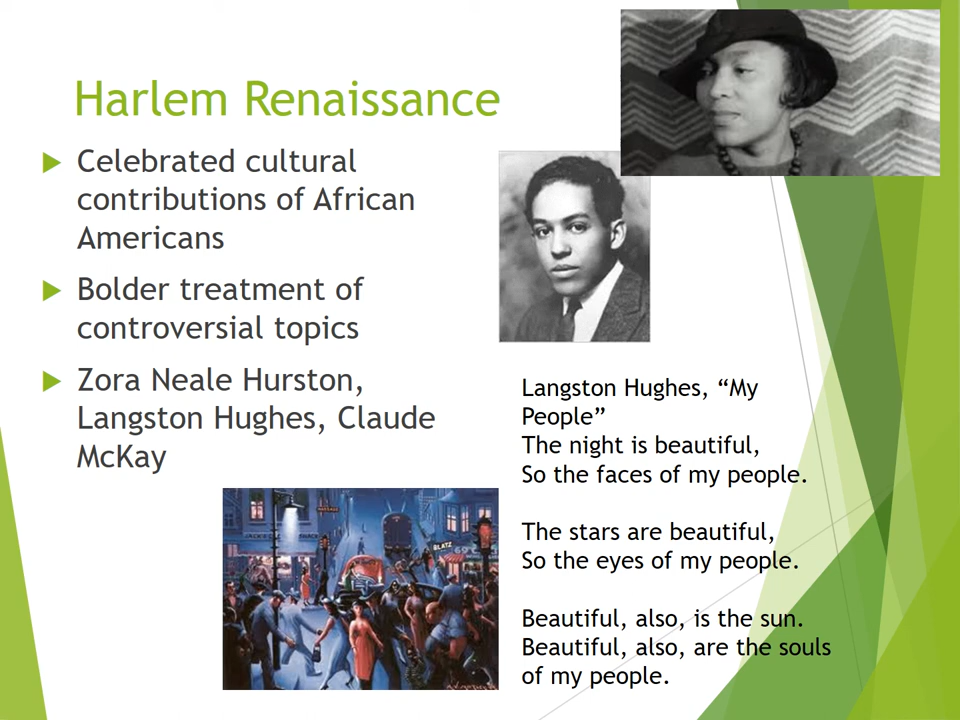 Harlem Renaissance
Celebrated cultural
contributions of African
Americans
Bolder treatment of
controversial topics
Zora Neale Hurston,
Langston Hughes, Claude
McKay
Langston Hughes, “My
People”
The night is beautiful,
So the faces of my people.
The stars are beautiful,
So the eyes of my people.
Beautiful, also, is the sun.
Beautiful, also, are the souls
of my people.
BLATZ